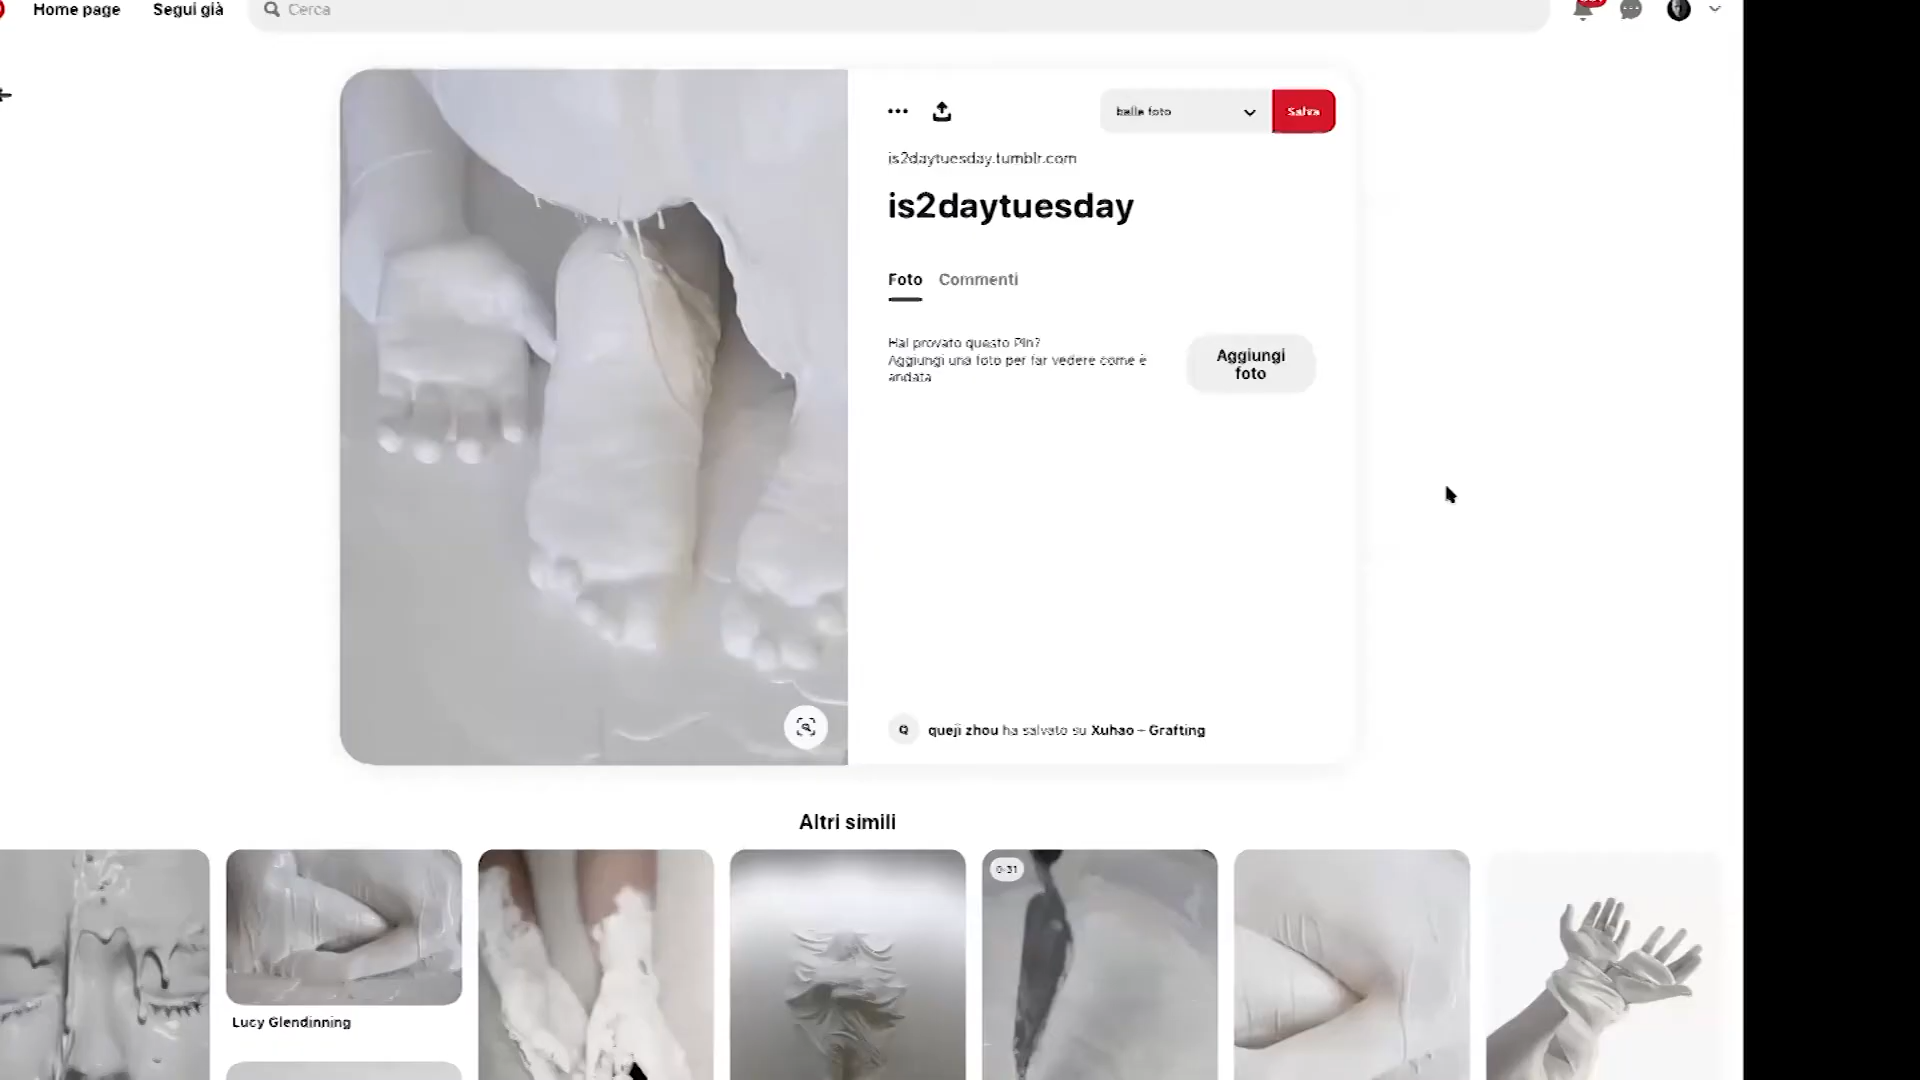 Home page
Segui già
Cerca
belle foto
Salva
is2daytuesday.tumblr.com
is2daytuesday
Foto
Commenti
Hai provato questo Pin?
Aggiungi una foto per far vedere come è
andata
Aggiungi
foto
Q
queji zhou ha salvato su Xuhao - Grafting
Altri simili
0:31
Lucy Glendinning